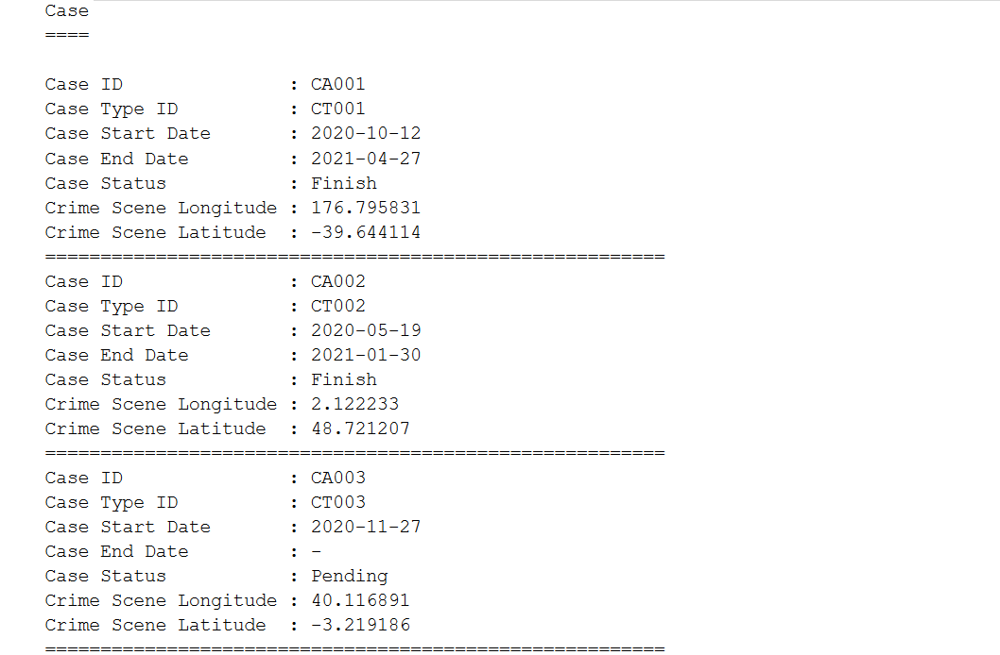 Case
====
Case ID : CA001
Case Type ID : CT001
Case Start Date : 2020-10-12
Case End Date : 2021-04-27
Case Status : Finish
Crime Scene Longitude : 176.795831
Crime Scene Latitude : -39.644114
========================================================
Case ID : CA002
Case Type ID : CT002
Case Start Date : 2020-05-19
Case End Date : 2021-01-30
Case Status : Finish
Crime Scene Longitude : 2.122233
Crime Scene Latitude : 48.721207
========================================================
Case ID : CA003
Case Type ID : CT003
Case Start Date : 2020-11-27
Case End Date : -
Case Status : Pending
Crime Scene Longitude : 40.116891
Crime Scene Latitude : -3.219186
========================================================